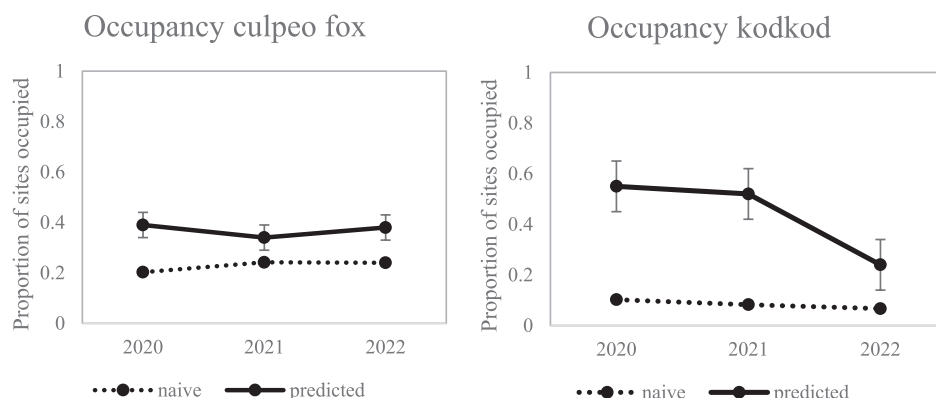 Occupancy culpeo fox
Proportion of sites occupied
1
0.8
0.6
0.4
0.2
0
2020 2021 2022
naive predicted
Occupancy kodkod
Proportion of sites occupied
1
0.8
0.6
0.4
0.2
0
2020 2021 2022
naive predicted